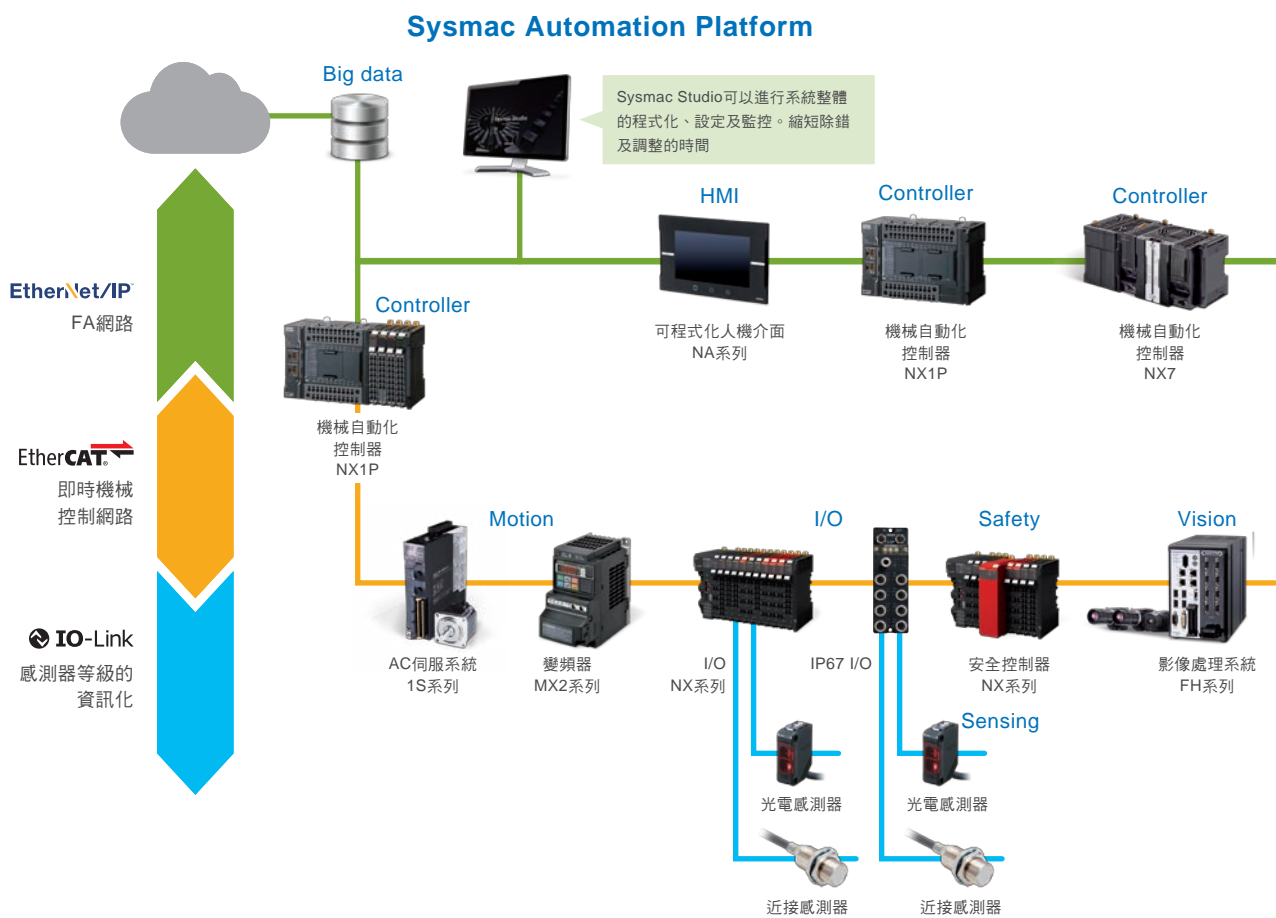 Sysmac Automation Platform
Big data
Sysmac Studio
Sysmac Studio可以進行系統整體
的程式化、設定及監控。縮短除錯
及調整的時間
HMI
Controller
Controller
EtherNet/IP
FA網路
Controller
可程式化人機介面
NA系列
機械自動化
控制器
NX1P
機械自動化
控制器
NX7
機械自動化
控制器
NX1P
EtherCAT®
即時機械
控制網路
Motion
I/O
Safety
Vision
IO-Link
感測器等級的
資訊化
AC伺服系統
1S系列
變頻器
MX2系列
I/O
NX系列
IP67 I/O
安全控制器
NX系列
影像處理系統
FH系列
Sensing
光電感測器
光電感測器
近接感測器
近接感測器